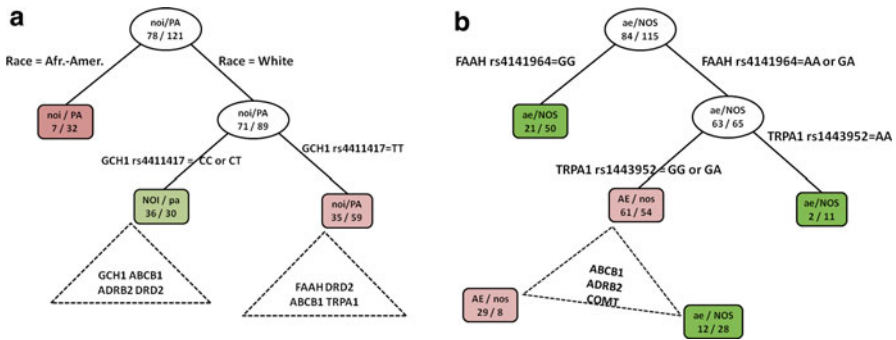 a
noi/PA
78 / 121
Race = Afr.-Amer.
Race = White
noi / PA
7 / 32
noi/PA
71 / 89
GCH1 rs4411417 = CC or CT
GCH1 rs4411417=TT
NOI / pa
36 / 30
noi/PA
35 / 59
GCH1 ABCB1
ADRB2 DRD2
FAAH DRD2
ABCB1 TRPA1
b
ae/NOS
84 / 115
FAAH rs4141964=GG
FAAH rs4141964=AA or GA
ae/NOS
21 / 50
ae/NOS
63 / 65
TRPA1 rs1443952=AA
TRPA1 rs1443952 = GG or GA
AE / nos
61 / 54
ae/NOS
2 / 11
ABCB1
ADRB2
COMT
AE / nos
29 / 8
ae / NOS
12 / 28